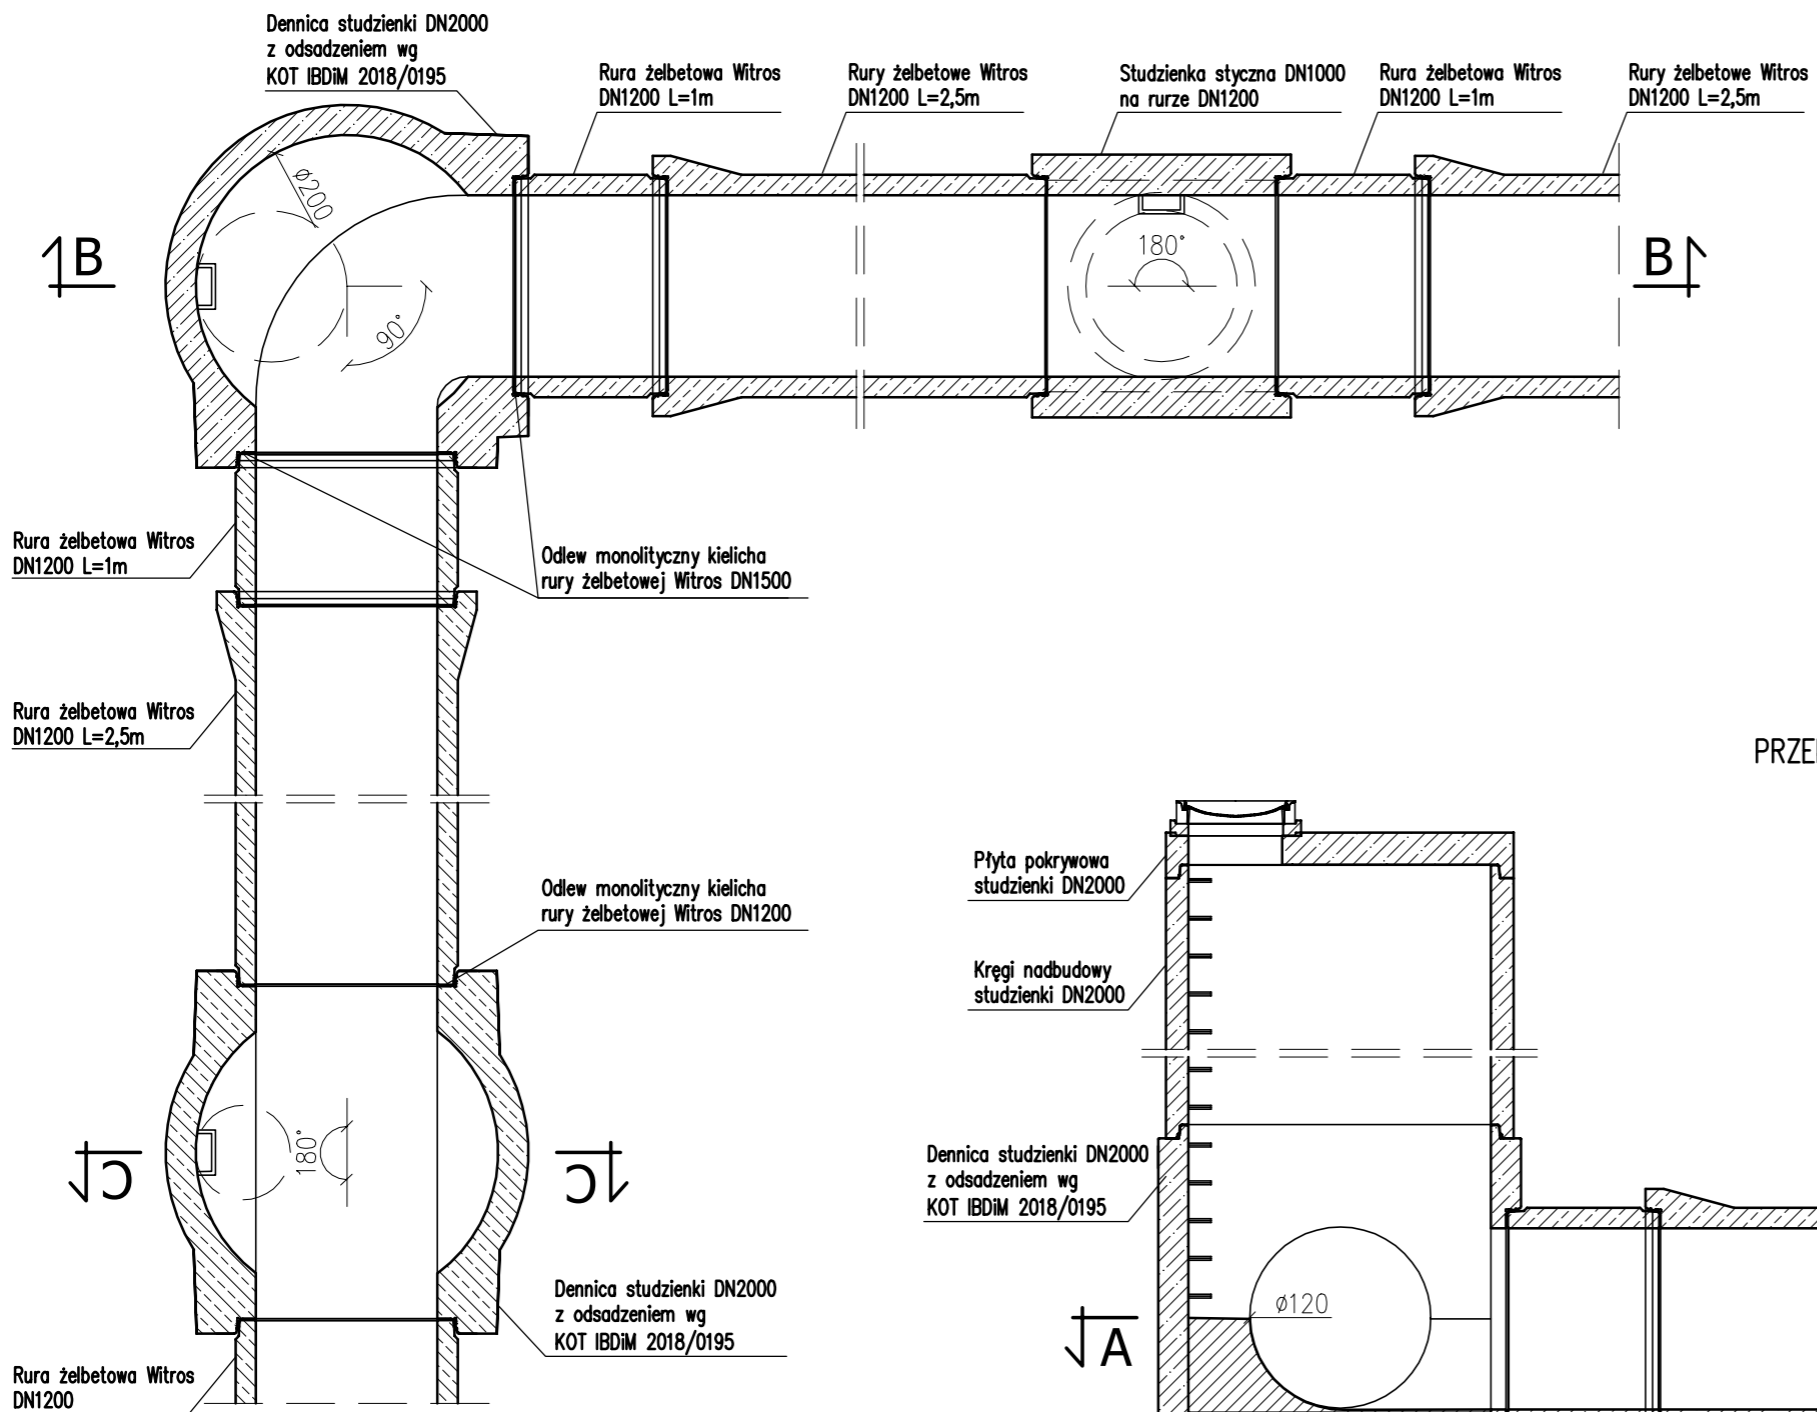 Dennica studzienki DN2000
z odsadzeniem wg
KOT IBDiM 2018/0195
Rura żelbetowa Witros
DN1200 L=1m
Rury żelbetowe Witros
DN1200 L=2,5m
Studzienka styczna DN1000
na rurze DN1200
Rura żelbetowa Witros
DN1200 L=1m
Rury żelbetowe Witros
DN1200 L=2,5m
ø200
B
180°
B
90°
Rura żelbetowa Witros
DN1200 L=1m
Odlew monolityczny kielicha
rury żelbetowej Witros DN1500
Rura żelbetowa Witros
DN1200 L=2,5m
PRZE
Płyta pokrywowa
studzienki DN2000
Odlew monolityczny kielicha
rury żelbetowej Witros DN1200
Kręgi nadbudowy
studzienki DN2000
180°
C
C
Dennica studzienki DN2000
z odsadzeniem wg
KOT IBDiM 2018/0195
Dennica studzienki DN2000
z odsadzeniem wg
KOT IBDiM 2018/0195
ø120
A
Rura żelbetowa Witros
DN1200